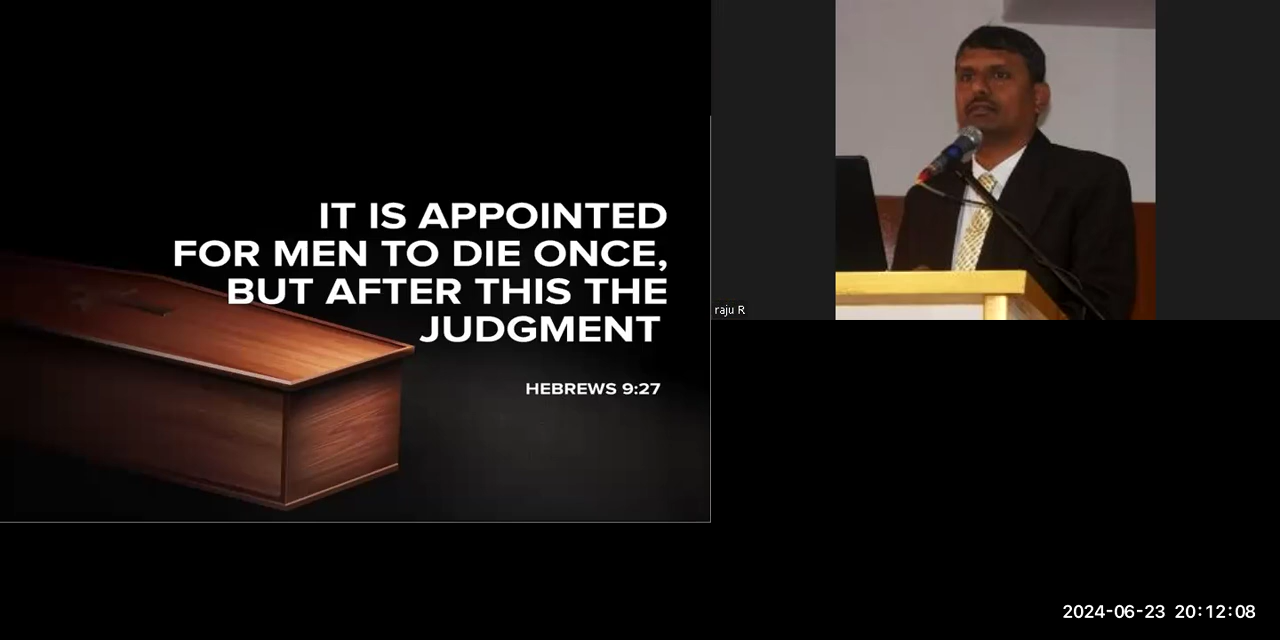 IT IS APPOINTED
FOR MEN TO DIE ONCE,
BUT AFTER THIS THE
JUDGMENT
HEBREWS 9:27
raju R
2024-06-23 20:12:08